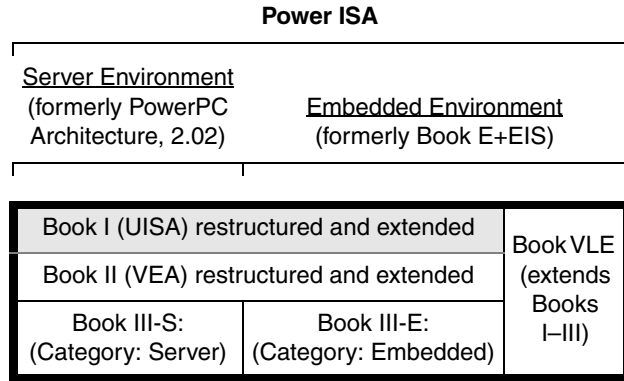 Power ISA
Server Environment
(formerly PowerPC
Architecture, 2.02)
Embedded Environment
(formerly Book E+EIS)
Book I (UISA) restructured and extended
Book II (VEA) restructured and extended
Book III-S:
(Category: Server)
Book III-E:
(Category: Embedded)
Book VLE
(extends
Books
I–III)